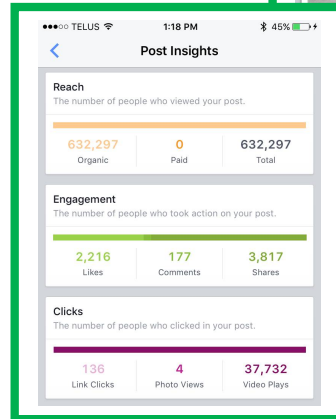 TELUS 1:18 PM 45%
Post Insights
Reach
The number of people who viewed your post.
632,297 0 632,297
Organic Paid Total
Engagement
The number of people who took action on your post.
2,216 177 3,817
Likes Comments Shares
Clicks
The number of people who clicked in your post.
136 4 37,732
Link Clicks Photo Views Video Plays